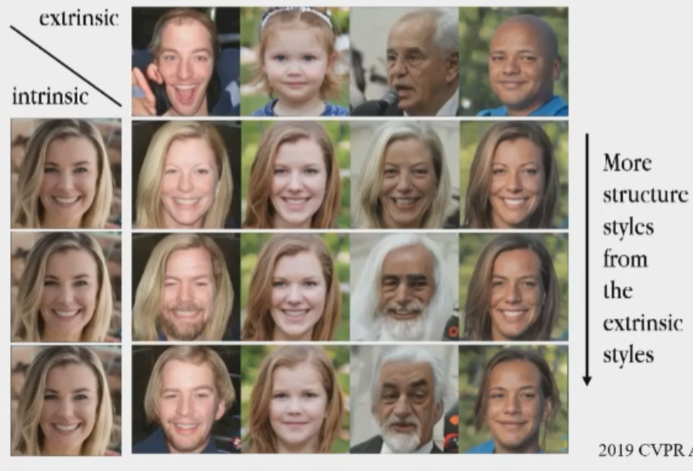 extrinsic
intrinsic
More
structure
styles
from
the
extrinsic
styles
2019 CVPR A